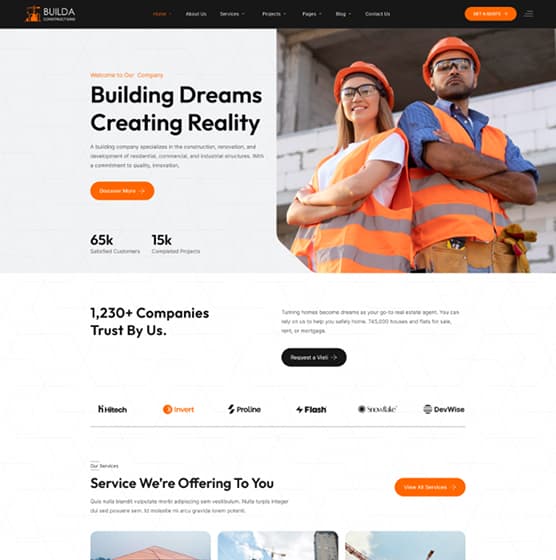 BUILDA
CONSTRUCTIONS
Home
About Us
Services
Projects
Pages
Blog
Contact Us
GET A QUOTE
Welcome to Our Company
Building Dreams
Creating Reality
A building company specializes in the construction, renovation, and
development of residential, commercial, and industrial structures. With
a commitment to quality, innovation.
Discover More
65k
15k
Satisfied Customers
Completed Projects
1,230+ Companies
Trust By Us.
Turning homes become dreams as your go-to real estate agent. You can
rely on us to help you safely home. 745,000 houses and flats for sale,
rent, or mortgage.
Request a Visit
Hitech
Invert
Proline
Flash
Snowflake
DevWise
Our Services
Service We're Offering To You
View All Services
Quis nulla blandit vulputate morbi adipiscing sem vestibulum. Nulla turpis integer
dui sed posuere sem. Id molestie mi arcu gravida lorem potenti.